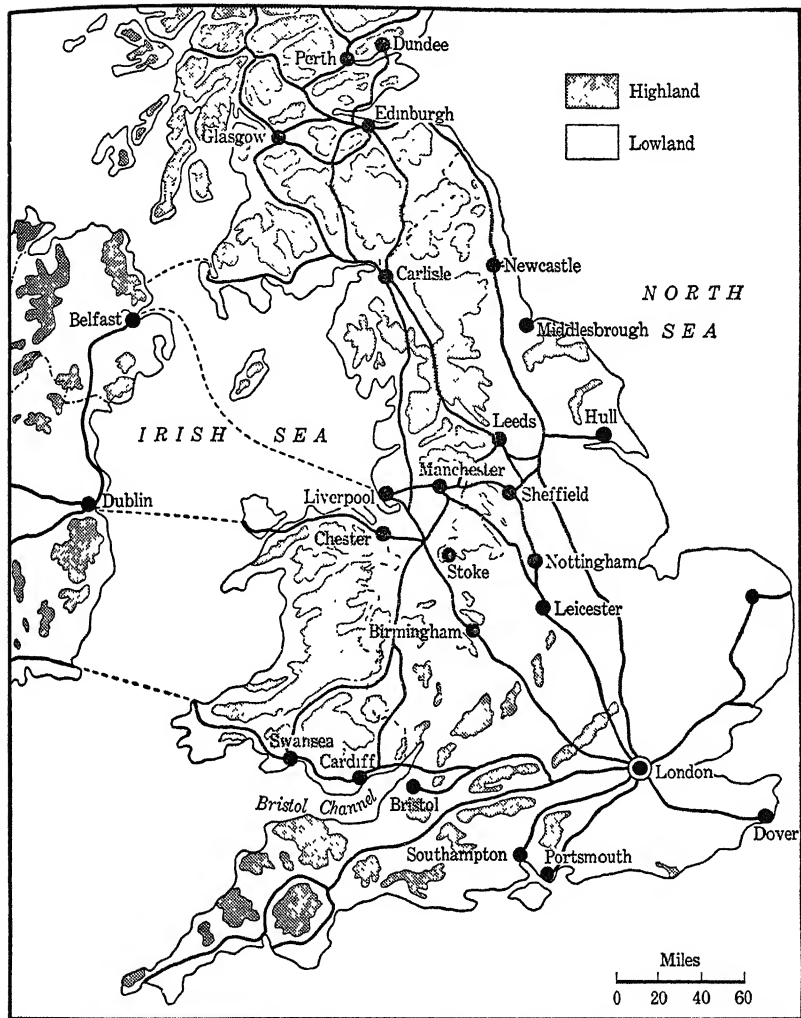 Dundee
Perth
Highland
Edinburgh
Glasgow
Lowland
Carlisle
Newcastle
NORTH
SEA
Belfast
Middlesbrough
Leeds
Hull
IRISH SEA
Manchester
Liverpool
Sheffield
Dublin
Chester
Stoke
Nottingham
Leicester
Birmingham
Swansea
Cardiff
London
Bristol Channel
Bristol
Dover
Southampton
Portsmouth
Miles
0 20 40 60